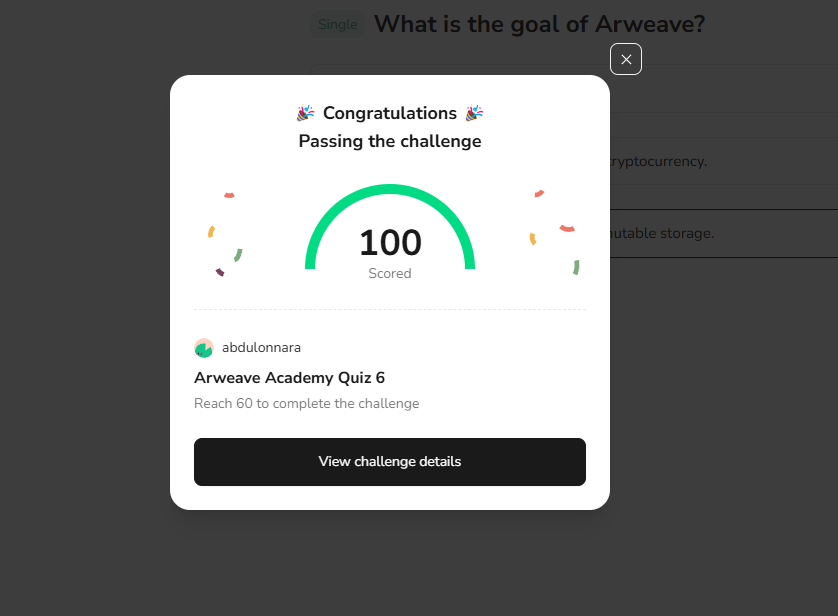 Single What is the goal of Arweave?
🎉 Congratulations 🎉
Passing the challenge
cryptocurrency.
storage.
100
Scored
abdulonnara
Arweave Academy Quiz 6
Reach 60 to complete the challenge
View challenge details